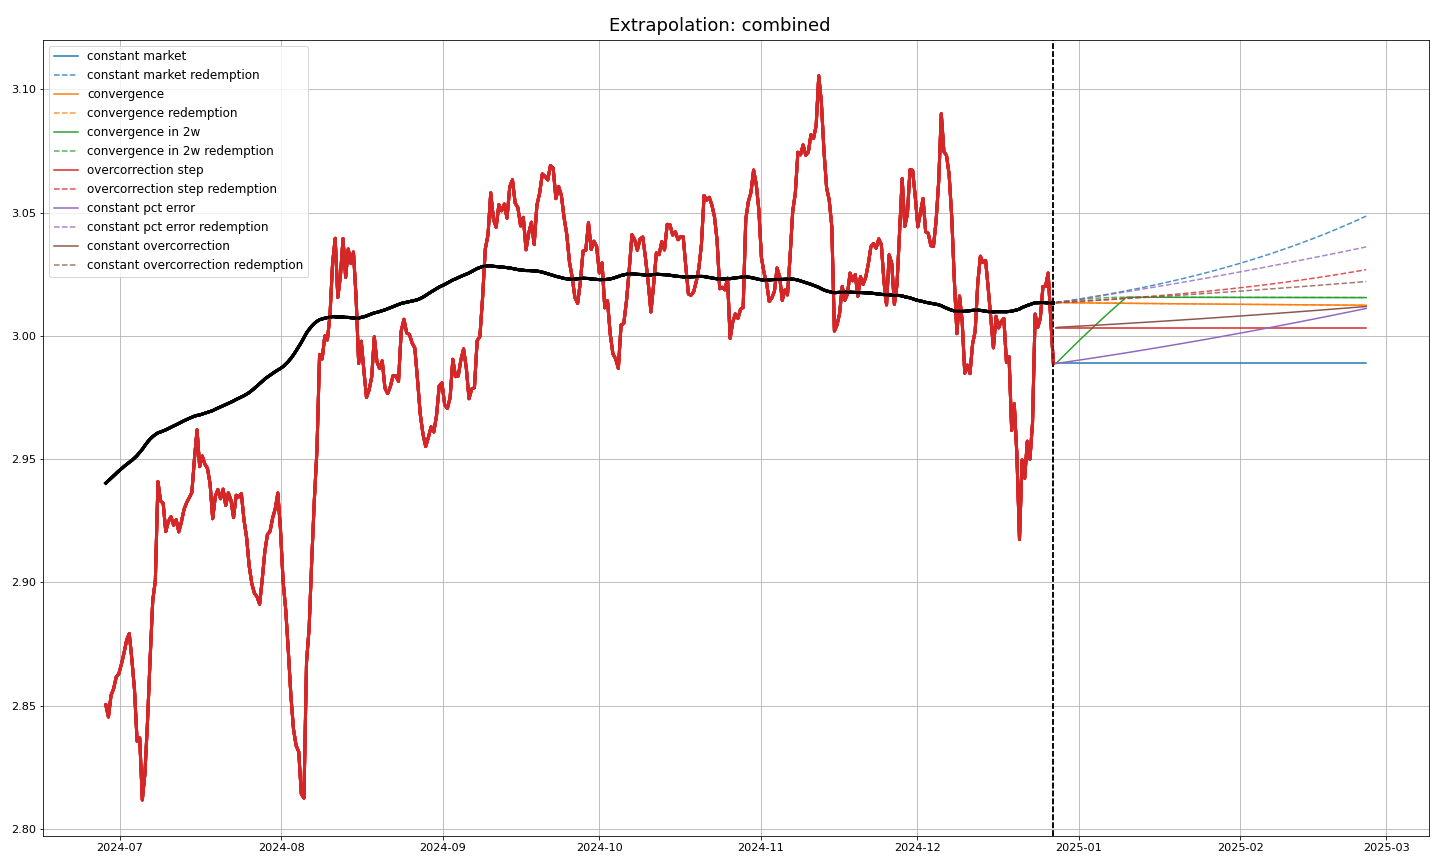 Extrapolation: combined
constant market
constant market redemption
convergence
convergence redemption
convergence in 2w
convergence in 2w redemption
overcorrection step
overcorrection step redemption
constant pct error
constant pct error redemption
constant overcorrection
constant overcorrection redemption
3.10
3.05
3.00
2.95
2.90
2.85
2.80
2024-07
2024-08
2024-09
2024-10
2024-11
2024-12
2025-01
2025-02
2025-03